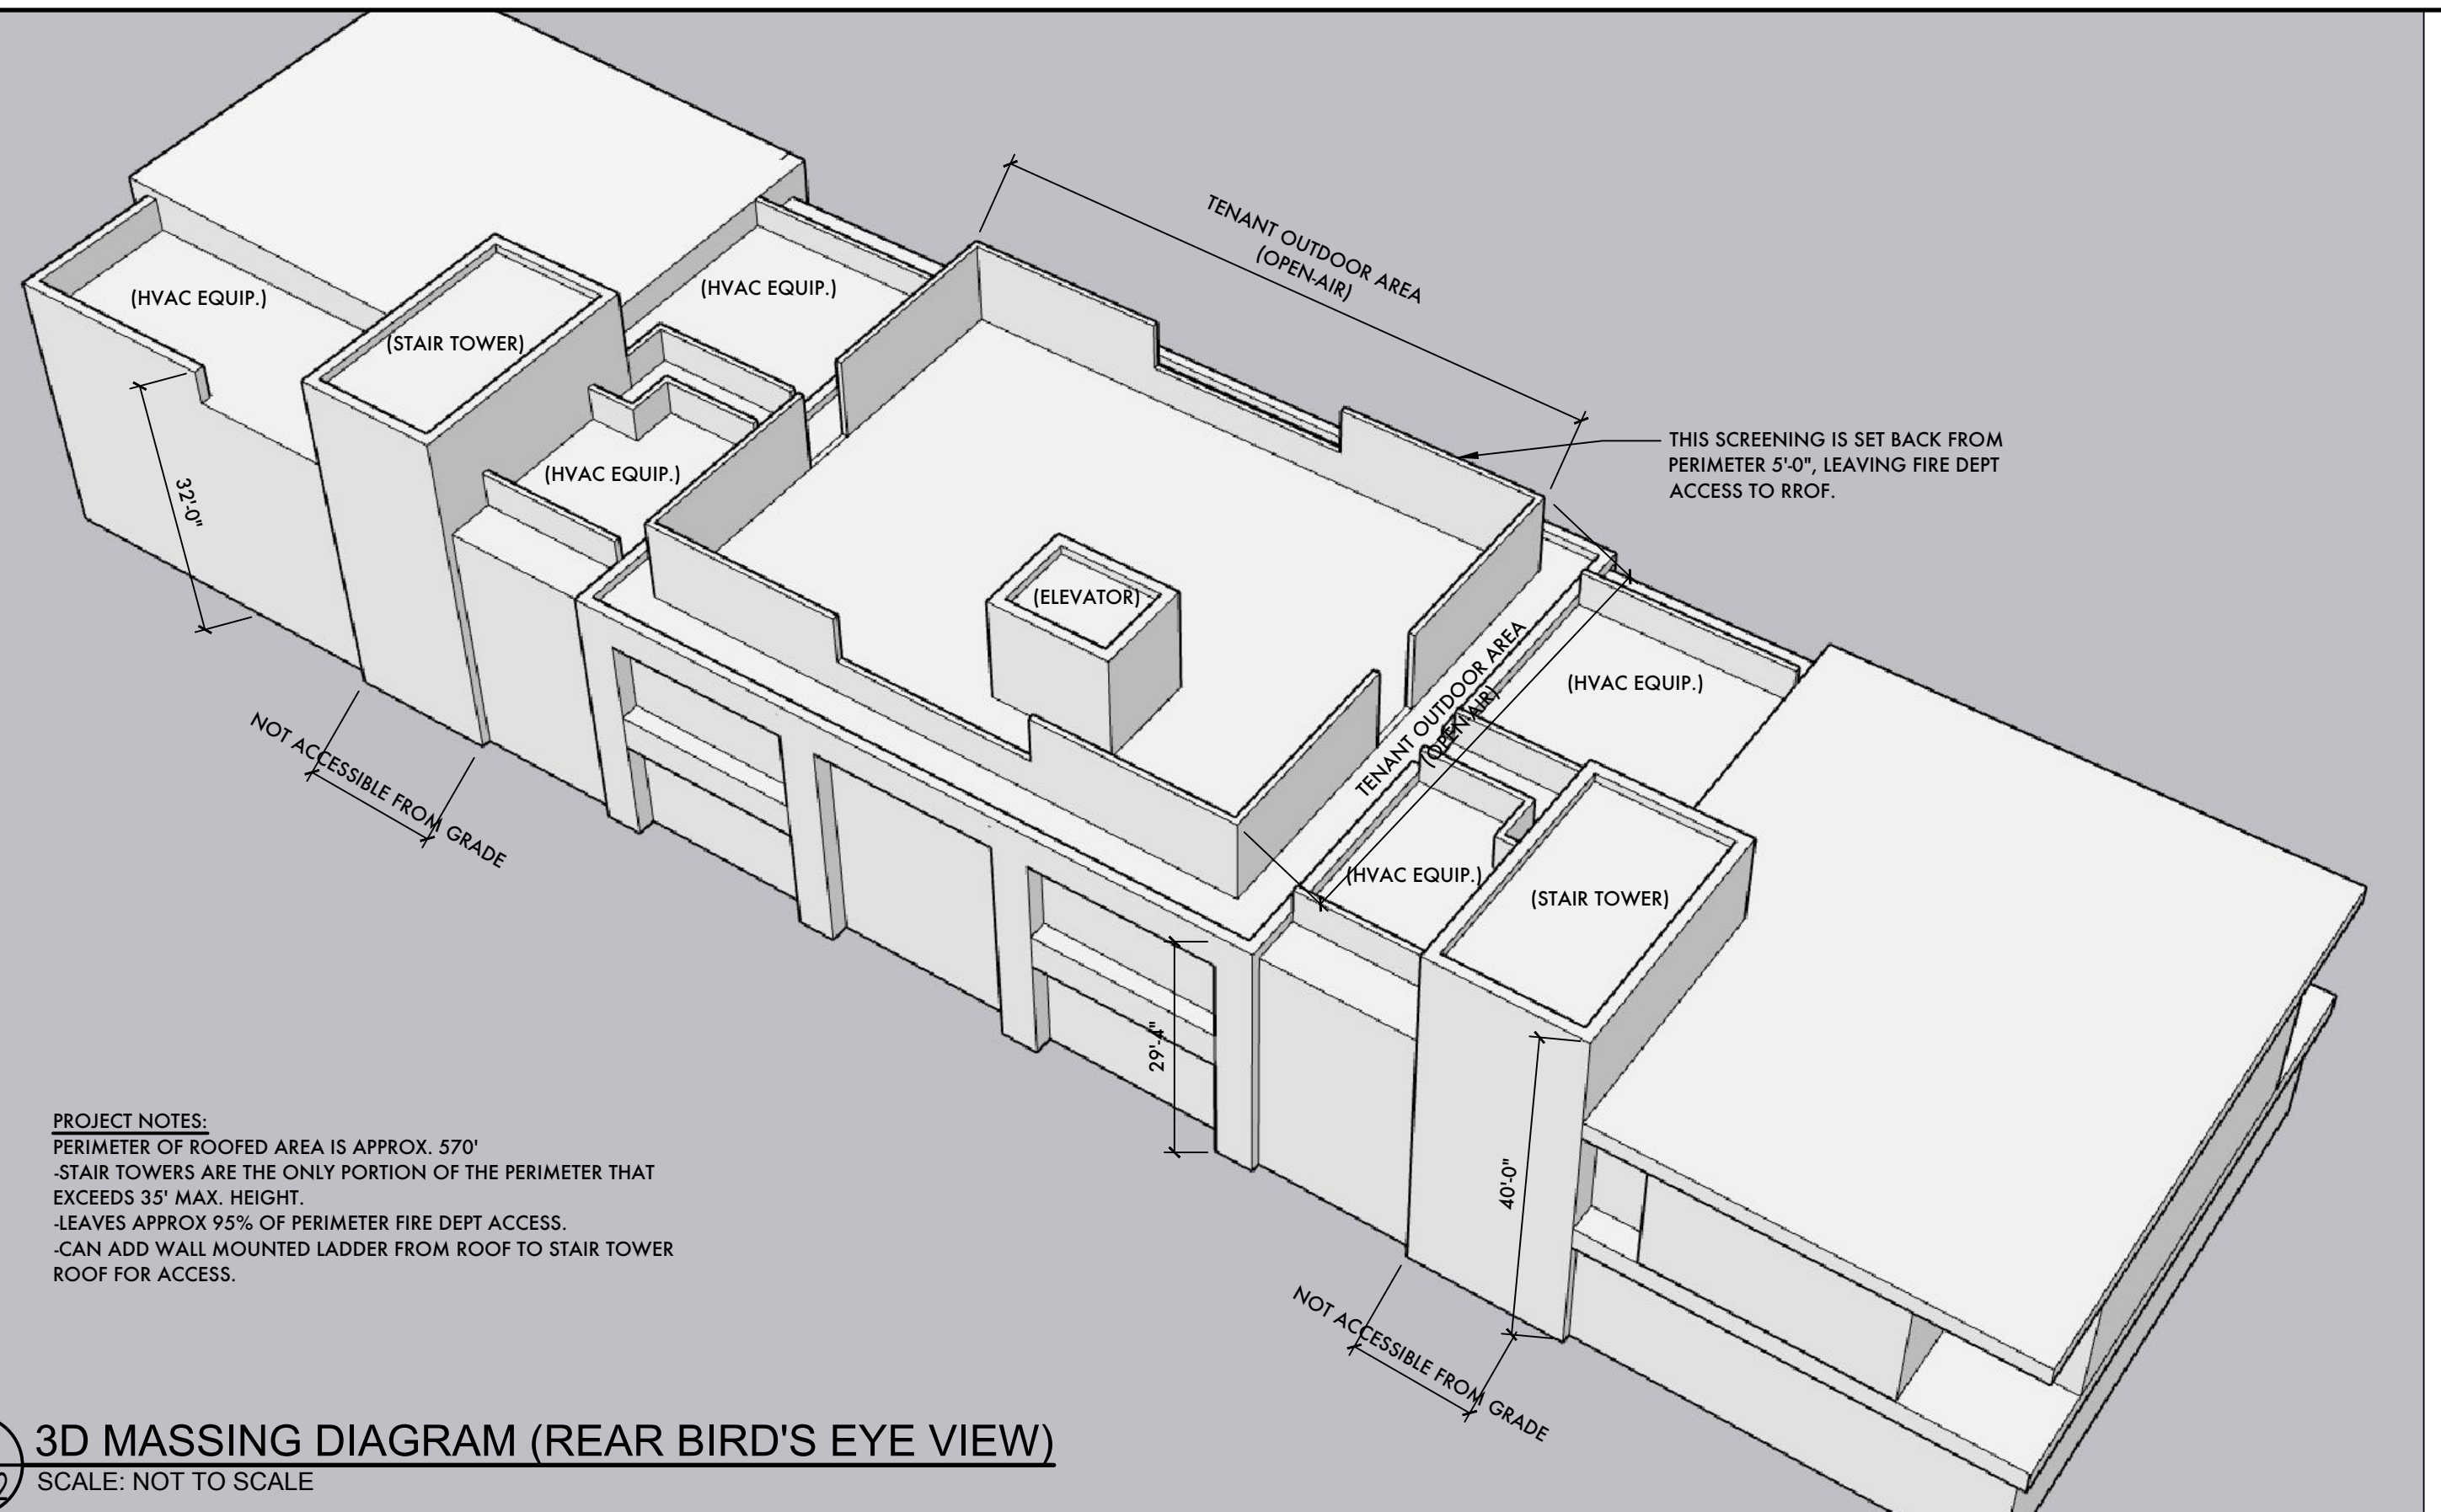 TENANT OUTDOOR AREA
(OPEN-AIR)
(HVAC EQUIP.)
(HVAC EQUIP.)
(STAIR TOWER)
(HVAC EQUIP.)
THIS SCREENING IS SET BACK FROM
PERIMETER 5'-0", LEAVING FIRE DEPT
ACCESS TO RROF.
32'-0"
(ELEVATOR)
TENANT OUTDOOR AREA
(OPEN-AIR)
(HVAC EQUIP.)
NOT ACCESSIBLE FROM GRADE
(HVAC EQUIP.)
(STAIR TOWER)
29'-4"
40'-0"
PROJECT NOTES:
PERIMETER OF ROOFED AREA IS APPROX. 570'
-STAIR TOWERS ARE THE ONLY PORTION OF THE PERIMETER THAT
EXCEEDS 35' MAX. HEIGHT.
-LEAVES APPROX 95% OF PERIMETER FIRE DEPT ACCESS.
-CAN ADD WALL MOUNTED LADDER FROM ROOF TO STAIR TOWER
ROOF FOR ACCESS.
NOT ACCESSIBLE FROM GRADE
3D MASSING DIAGRAM (REAR BIRD'S EYE VIEW)
SCALE: NOT TO SCALE